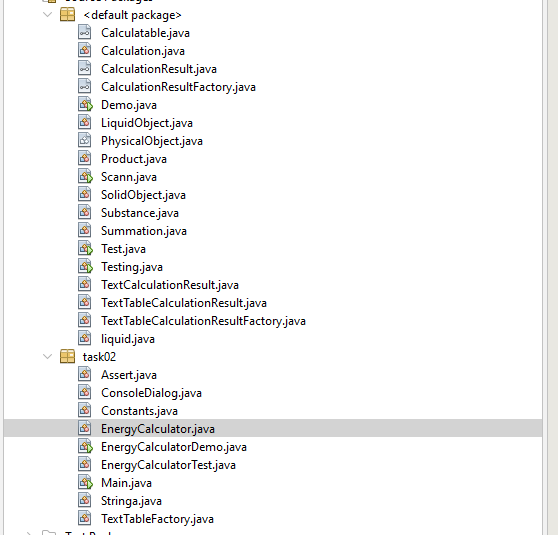 Source Packages
<default package>
Calculatable.java
Calculation.java
CalculationResult.java
CalculationResultFactory.java
Demo.java
LiquidObject.java
PhysicalObject.java
Product.java
Scann.java
SolidObject.java
Substance.java
Summation.java
Test.java
Testing.java
TextCalculationResult.java
TextTableCalculationResult.java
TextTableCalculationResultFactory.java
liquid.java
task02
Assert.java
ConsoleDialog.java
Constants.java
EnergyCalculator.java
EnergyCalculatorDemo.java
EnergyCalculatorTest.java
Main.java
Stringa.java
TextTableFactory.java